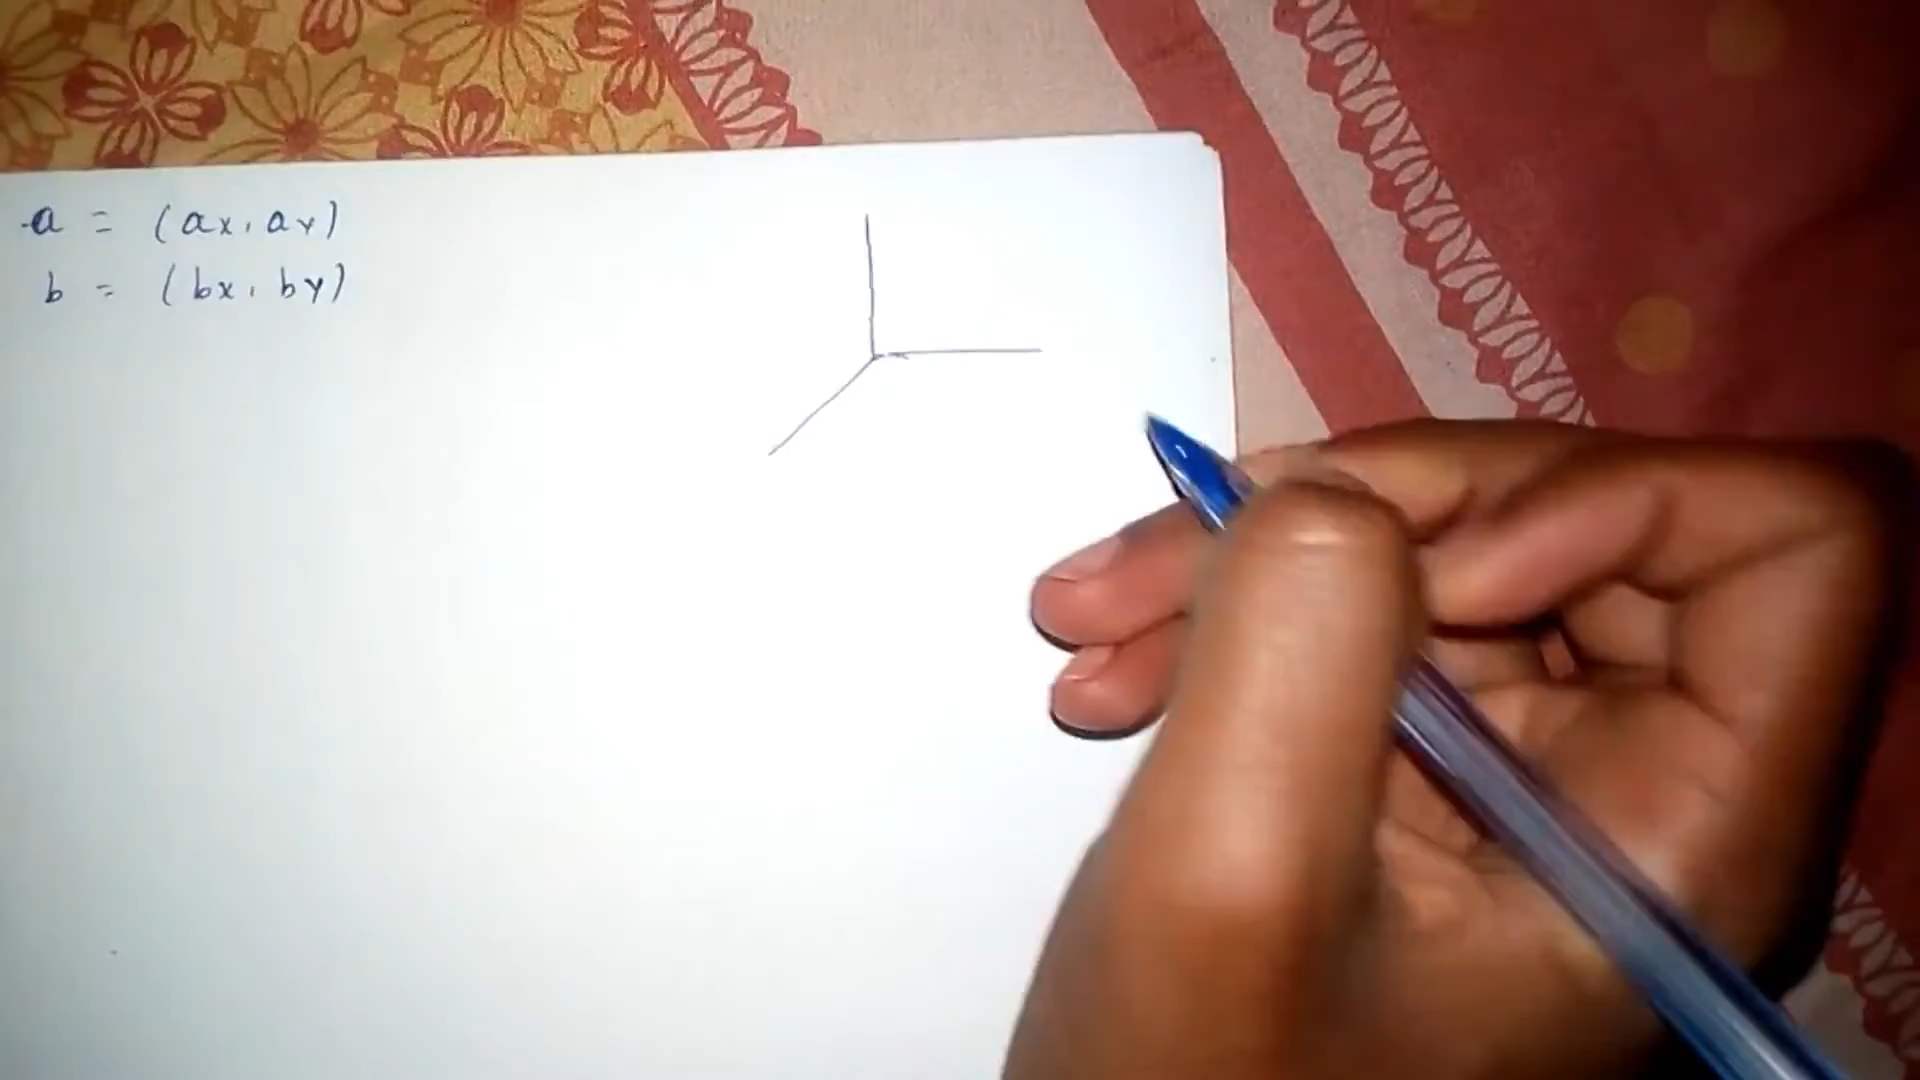 a = (ax, ay)
b = (bx, by)